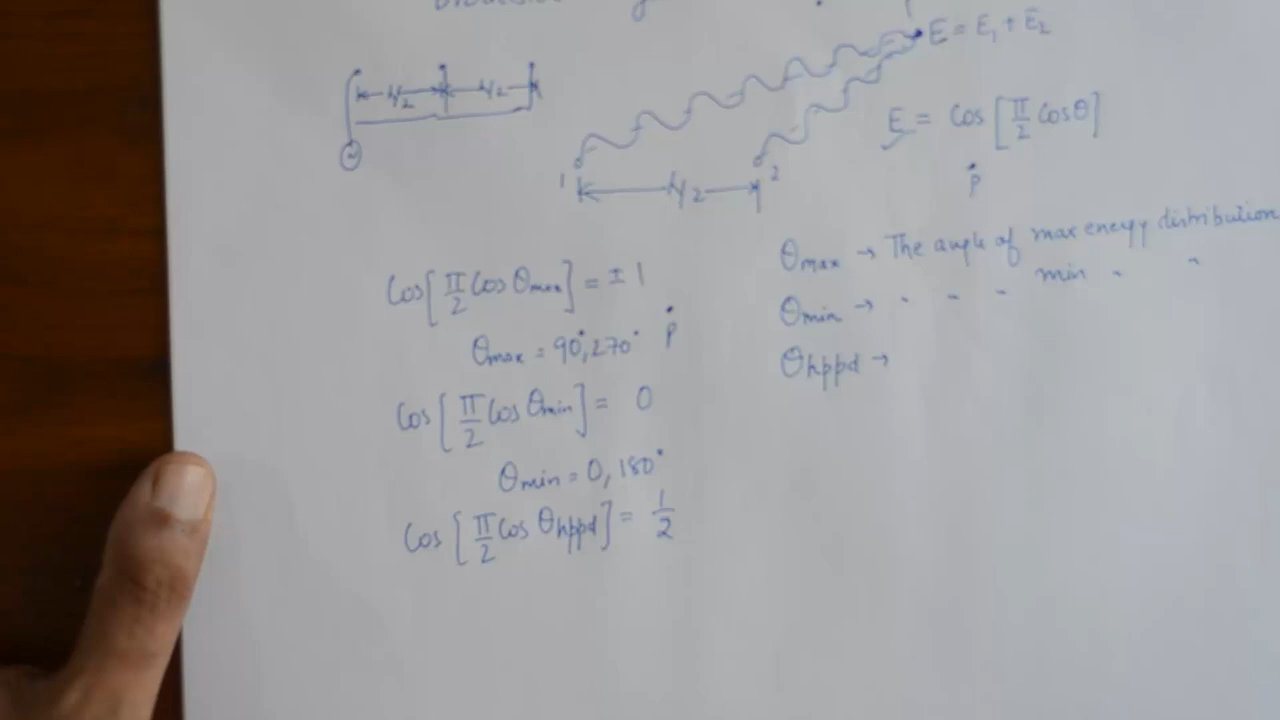 E = E₁ + E₂
λ/2 λ/2
E = Cos[π/2 Cosθ]
1 λ/2 2
P
θmax → The angle of max energy distribution
Cos[π/2 Cos θmax] = ± 1
θmin → " " " min " "
θmax = 90°, 270° P
θhppd →
Cos[π/2 Cos θmin] = 0
θmin = 0, 180°
Cos[π/2 Cos θhppd] = 1/2